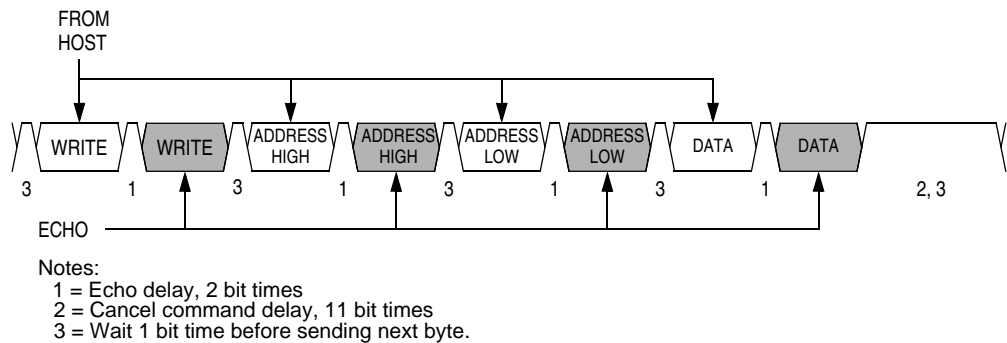 FROM
HOST
WRITE WRITE ADDRESS HIGH ADDRESS HIGH ADDRESS LOW ADDRESS LOW DATA DATA
3 1 3 1 3 1 3 1 2, 3
ECHO
Notes:
1 = Echo delay, 2 bit times
2 = Cancel command delay, 11 bit times
3 = Wait 1 bit time before sending next byte.